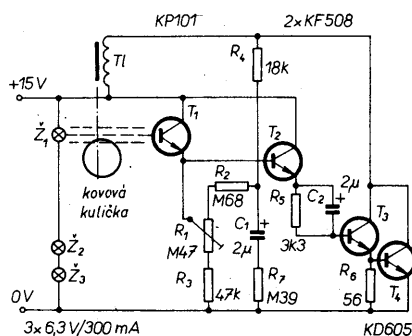 KP101 2×KF508
Tl
R4
18k
+15V
T1
T2
Ž1
kovová
kulička
R2
M68
R1
M47
C1 +
2µ
R5
3k3
C2 2µ
+
T3
Ž2
Ž3
R3
47k
R7
M39
R6
56
T4
0V
3×6,3V/300 mA KD605